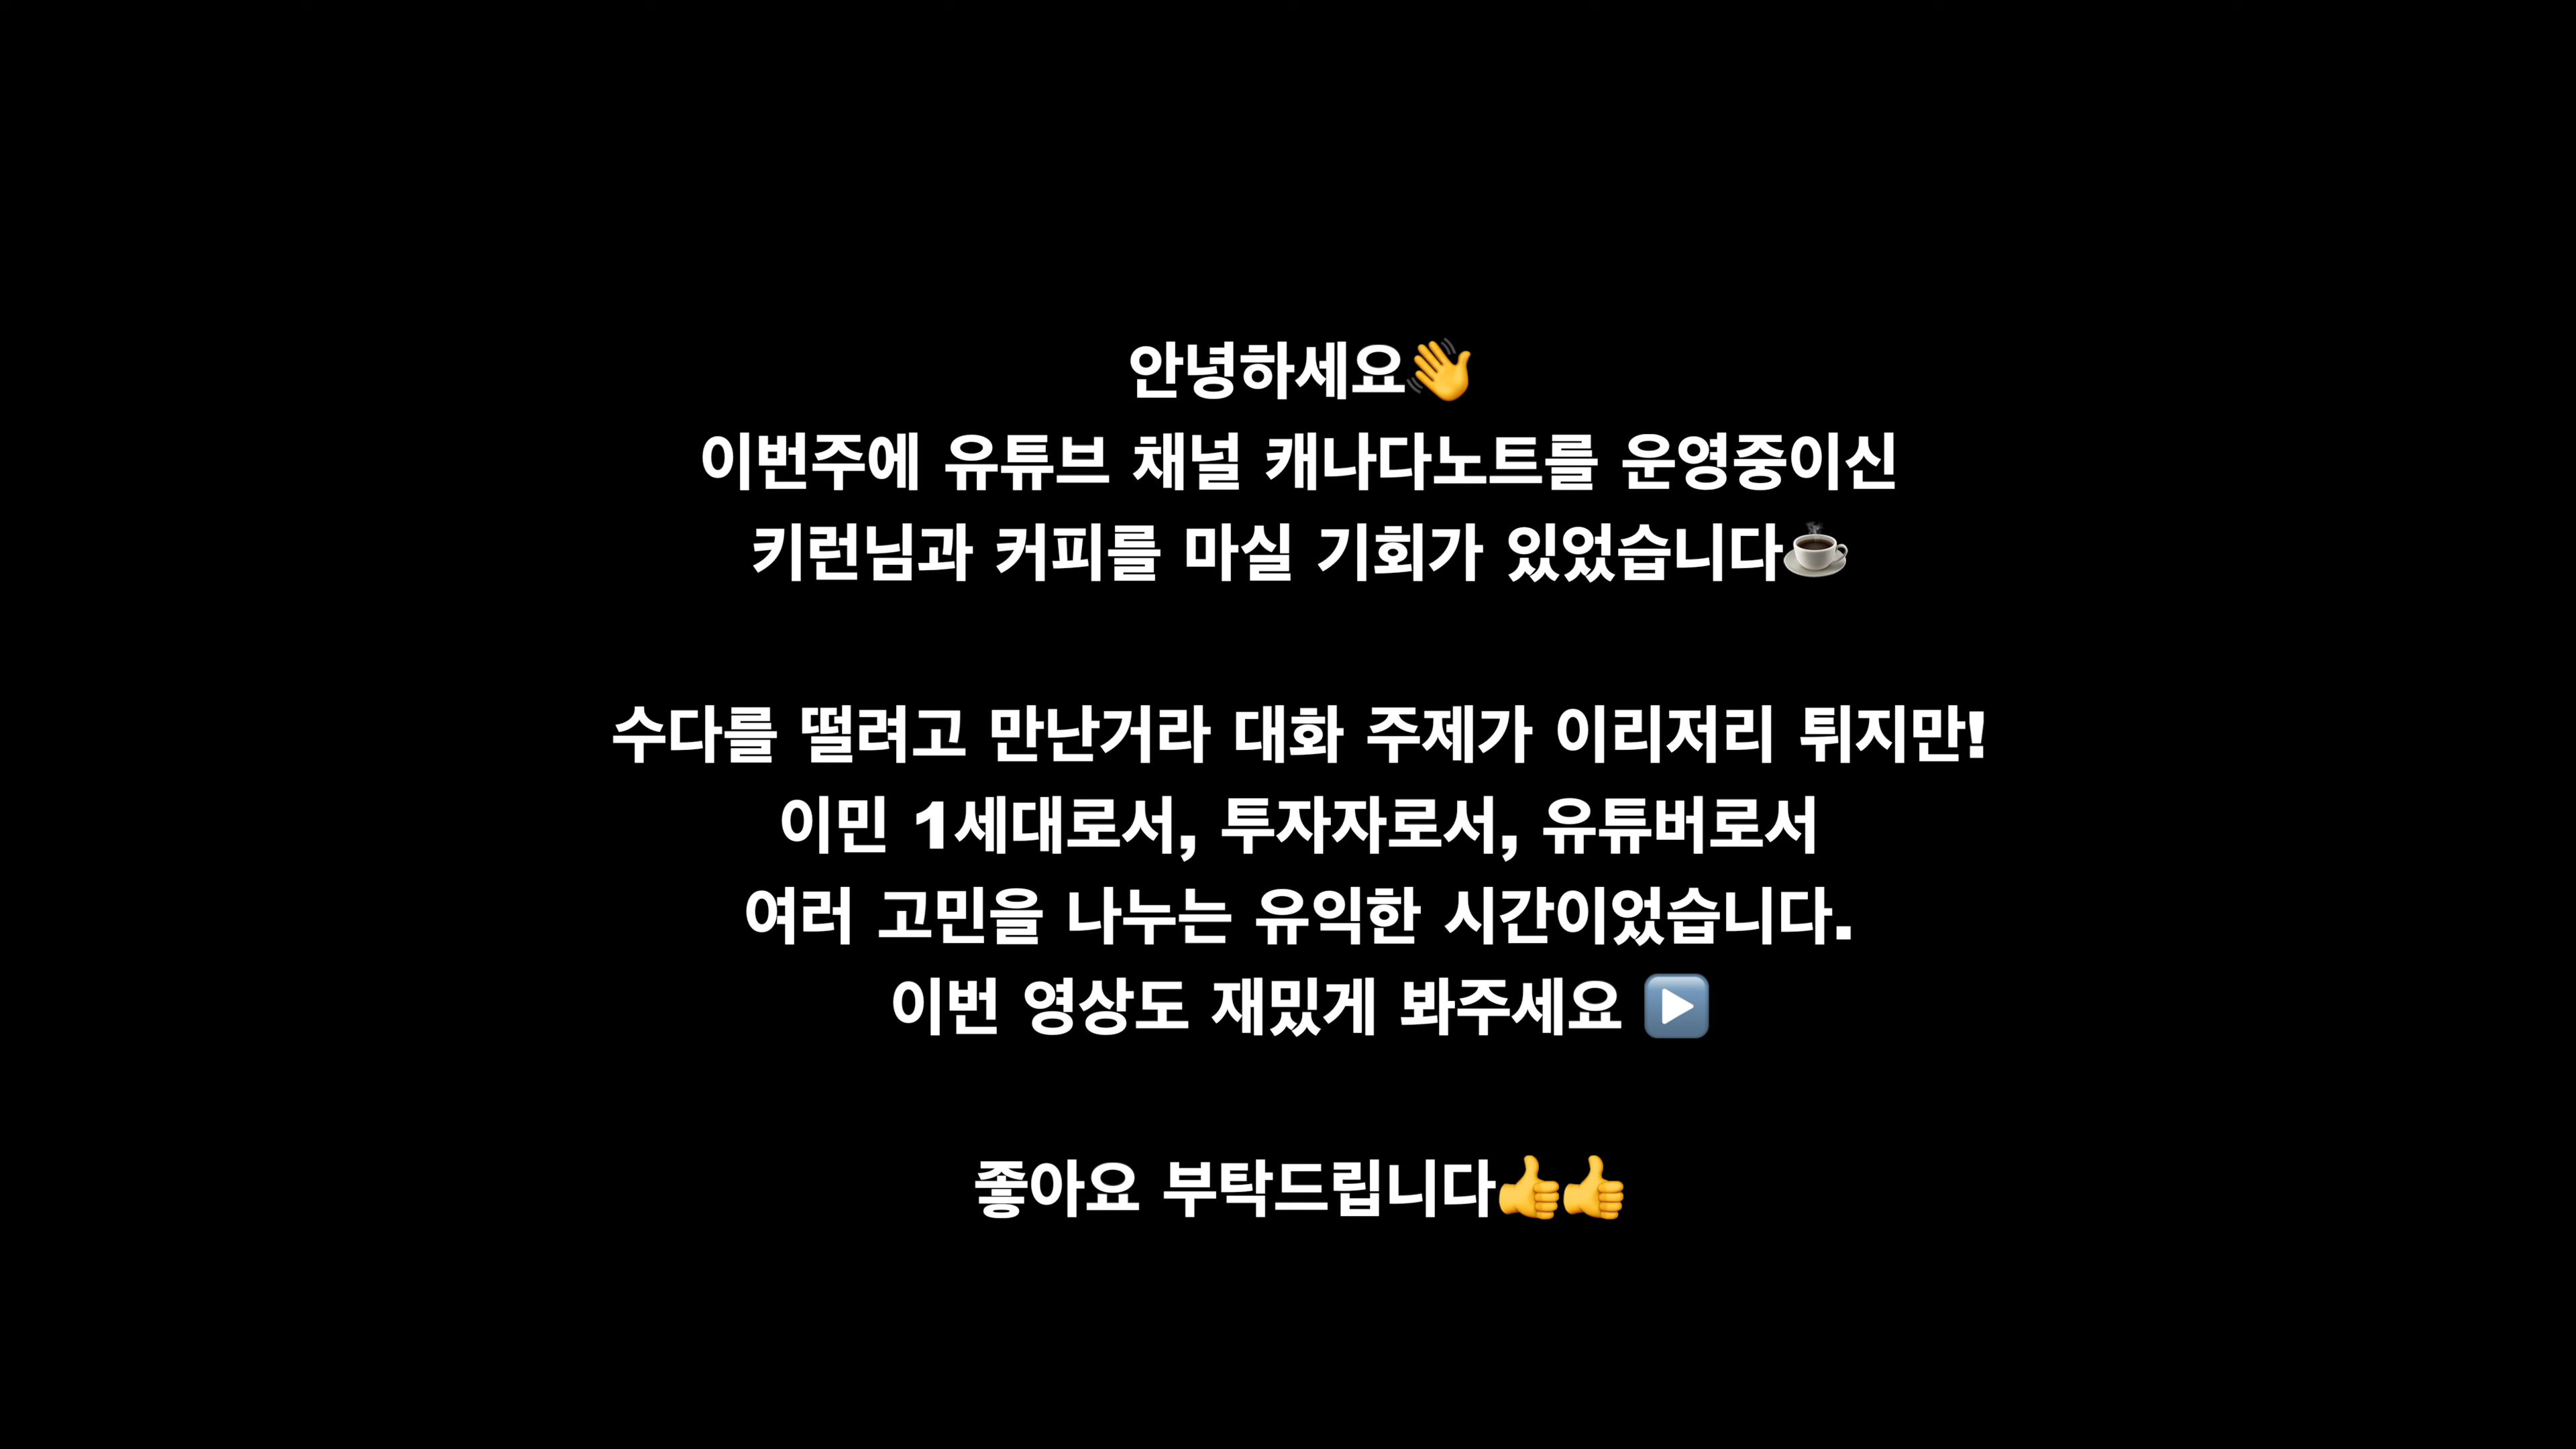 안녕하세요👋
이번주에 유튜브 채널 캐나다노트를 운영중이신
키런님과 커피를 마실 기회가 있었습니다☕
수다를 떨려고 만난거라 대화 주제가 이리저리 튀지만!
이민 1세대로서, 투자자로서, 유튜버로서
여러 고민을 나누는 유익한 시간이었습니다.
이번 영상도 재밌게 봐주세요 ▶️
좋아요 부탁드립니다👍👍